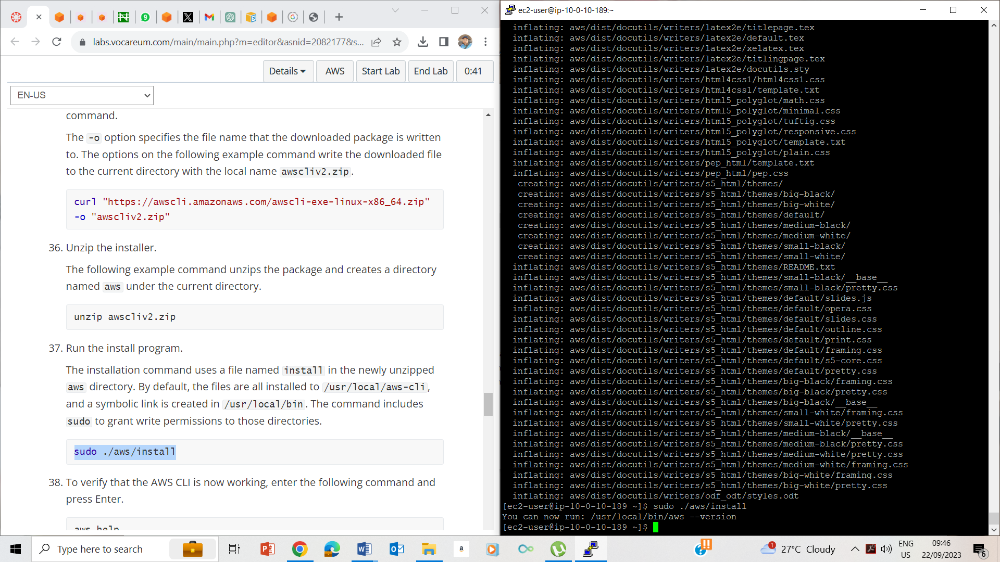 labs.vocareum.com/main/main.php?m=editor&asnid=2082177&s...
Details
AWS
Start Lab
End Lab
0:41
EN-US
command.
The -o option specifies the file name that the downloaded package is written
to. The options on the following example command write the downloaded file
to the current directory with the local name awscliv2.zip.
curl "https://awscli.amazonaws.com/awscli-exe-linux-x86_64.zip"
-o "awscliv2.zip"
36. Unzip the installer.
The following example command unzips the package and creates a directory
named aws under the current directory.
unzip awscliv2.zip
37. Run the install program.
The installation command uses a file named install in the newly unzipped
aws directory. By default, the files are all installed to /usr/local/aws-cli,
and a symbolic link is created in /usr/local/bin. The command includes
sudo to grant write permissions to those directories.
sudo ./aws/install
38. To verify that the AWS CLI is now working, enter the following command and
press Enter.
aws help
ec2-user@ip-10-0-10-189:~
inflating: aws/dist/docutils/writers/latex2e/titlepage.tex
inflating: aws/dist/docutils/writers/latex2e/default.tex
inflating: aws/dist/docutils/writers/latex2e/xelatex.tex
inflating: aws/dist/docutils/writers/latex2e/titlingpage.tex
inflating: aws/dist/docutils/writers/latex2e/docutils.sty
inflating: aws/dist/docutils/writers/html4css1/html4css1.css
inflating: aws/dist/docutils/writers/html4css1/template.txt
inflating: aws/dist/docutils/writers/html5_polyglot/math.css
inflating: aws/dist/docutils/writers/html5_polyglot/minimal.css
inflating: aws/dist/docutils/writers/html5_polyglot/tuftig.css
inflating: aws/dist/docutils/writers/html5_polyglot/responsive.css
inflating: aws/dist/docutils/writers/html5_polyglot/template.txt
inflating: aws/dist/docutils/writers/html5_polyglot/plain.css
inflating: aws/dist/docutils/writers/pep_html/template.txt
inflating: aws/dist/docutils/writers/pep_html/pep.css
creating: aws/dist/docutils/writers/s5_html/themes/
creating: aws/dist/docutils/writers/s5_html/themes/big-black/
creating: aws/dist/docutils/writers/s5_html/themes/big-white/
creating: aws/dist/docutils/writers/s5_html/themes/default/
creating: aws/dist/docutils/writers/s5_html/themes/medium-black/
creating: aws/dist/docutils/writers/s5_html/themes/medium-white/
creating: aws/dist/docutils/writers/s5_html/themes/small-black/
creating: aws/dist/docutils/writers/s5_html/themes/small-white/
inflating: aws/dist/docutils/writers/s5_html/themes/README.txt
inflating: aws/dist/docutils/writers/s5_html/themes/small-black/__base__
inflating: aws/dist/docutils/writers/s5_html/themes/small-black/pretty.css
inflating: aws/dist/docutils/writers/s5_html/themes/default/slides.js
inflating: aws/dist/docutils/writers/s5_html/themes/default/opera.css
inflating: aws/dist/docutils/writers/s5_html/themes/default/slides.css
inflating: aws/dist/docutils/writers/s5_html/themes/default/outline.css
inflating: aws/dist/docutils/writers/s5_html/themes/default/print.css
inflating: aws/dist/docutils/writers/s5_html/themes/default/framing.css
inflating: aws/dist/docutils/writers/s5_html/themes/default/s5-core.css
inflating: aws/dist/docutils/writers/s5_html/themes/default/pretty.css
inflating: aws/dist/docutils/writers/s5_html/themes/big-black/framing.css
inflating: aws/dist/docutils/writers/s5_html/themes/big-black/pretty.css
inflating: aws/dist/docutils/writers/s5_html/themes/big-black/__base__
inflating: aws/dist/docutils/writers/s5_html/themes/small-white/framing.css
inflating: aws/dist/docutils/writers/s5_html/themes/small-white/pretty.css
inflating: aws/dist/docutils/writers/s5_html/themes/medium-black/__base__
inflating: aws/dist/docutils/writers/s5_html/themes/medium-black/pretty.css
inflating: aws/dist/docutils/writers/s5_html/themes/medium-white/pretty.css
inflating: aws/dist/docutils/writers/s5_html/themes/medium-white/framing.css
inflating: aws/dist/docutils/writers/s5_html/themes/big-white/framing.css
inflating: aws/dist/docutils/writers/s5_html/themes/big-white/pretty.css
inflating: aws/dist/docutils/writers/odf_odt/styles.odt
[ec2-user@ip-10-0-10-189 ~]$ sudo ./aws/install
You can now run: /usr/local/bin/aws --version
[ec2-user@ip-10-0-10-189 ~]$
Type here to search
27°C Cloudy
ENG
US
09:46
22/09/2023
6